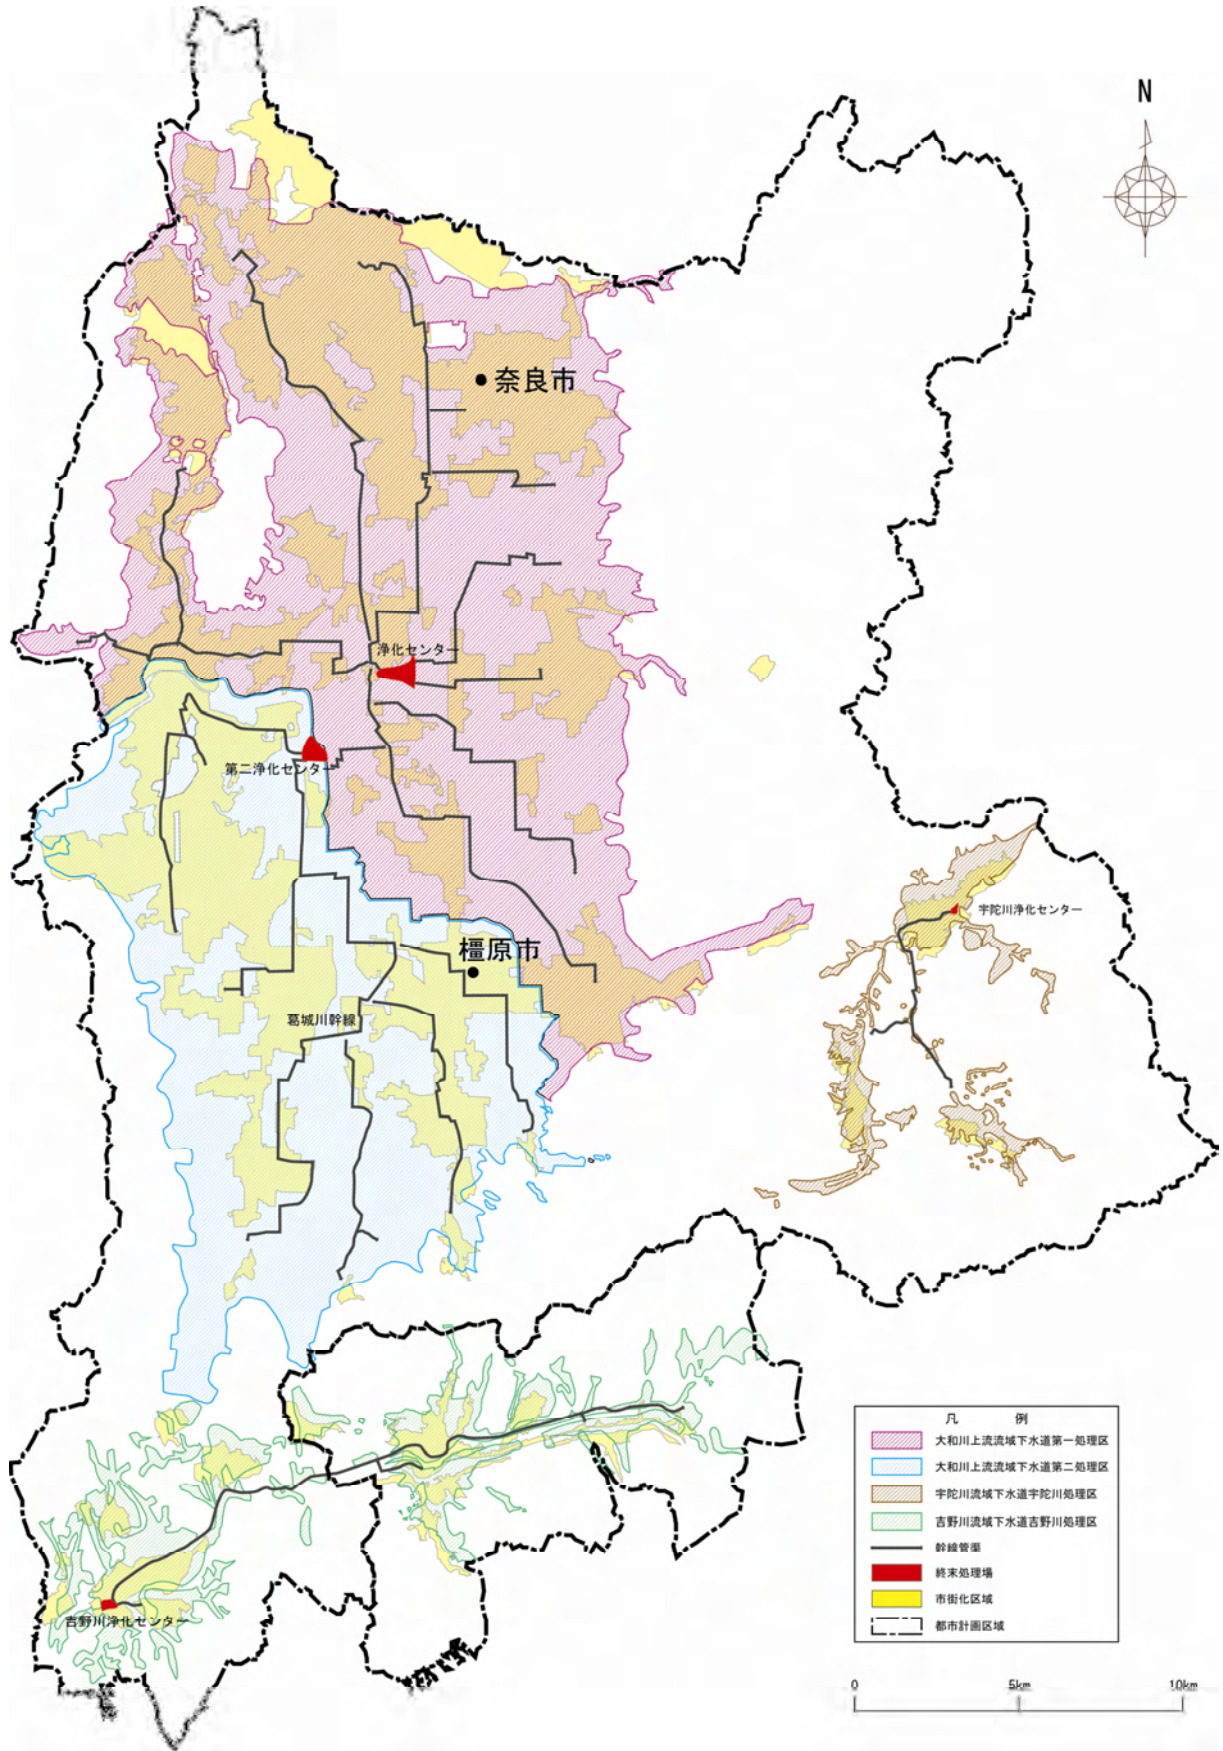 N
奈良市
浄化センター
第二浄化センター
宇陀川浄化センター
橿原市
葛城川幹線
吉野川浄化センター
凡 例
大和川上流流域下水道第一処理区
大和川上流流域下水道第二処理区
宇陀川流域下水道宇陀川処理区
吉野川流域下水道吉野川処理区
幹線管渠
終末処理場
市街化区域
都市計画区域
0 5km 10km